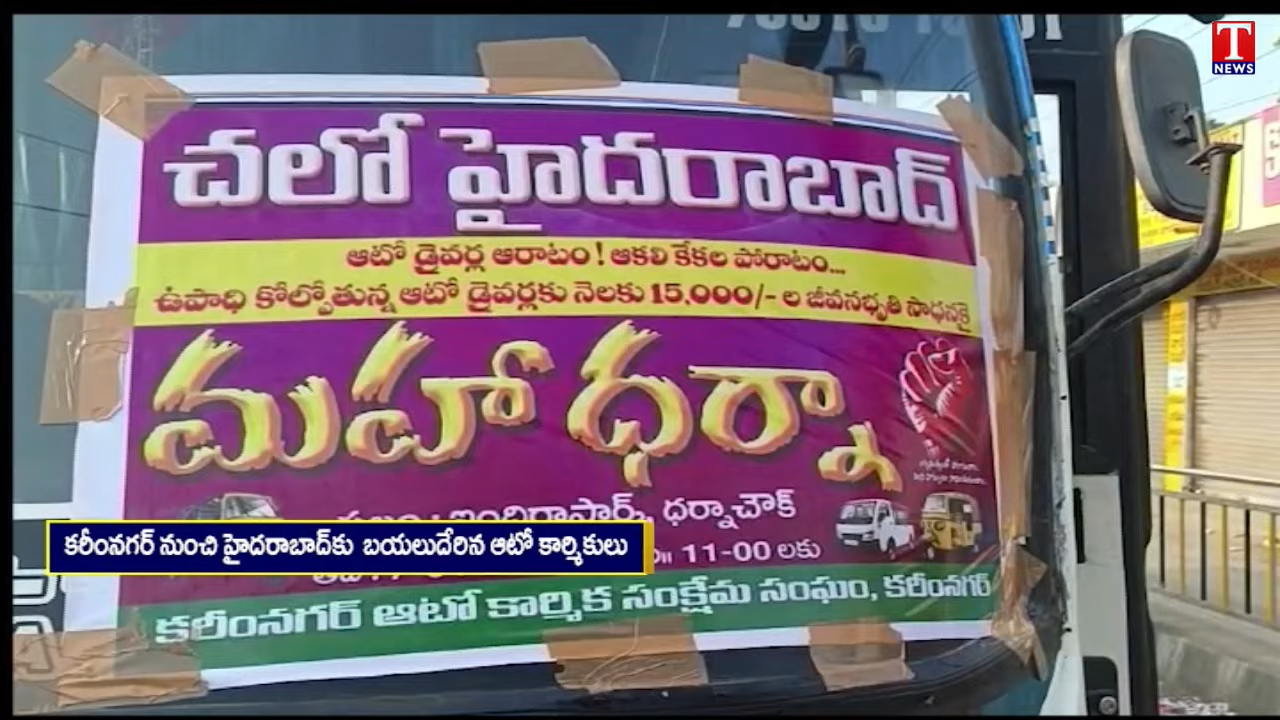 T
NEWS
చలో హైదరాబాద్
ఆటో డ్రైవర్ల ఆరాటం! ఆకలి కేకల పోరాటం...
ఉపాధి కోల్పోతున్న ఆటో డ్రైవర్లకు నెలకు 15,000/- ల జీవనభృతి సాధనకై
మహా ధర్నా
ఇందిరాపార్క్, ధర్నాచౌక్
11-00 లకు
కరీంనగర్ నుంచి హైదరాబాద్‌కు బయలుదేరిన ఆటో కార్మికులు
కరీంనగర్ ఆటో కార్మిక సంక్షేమ సంఘం, కరీంనగర్